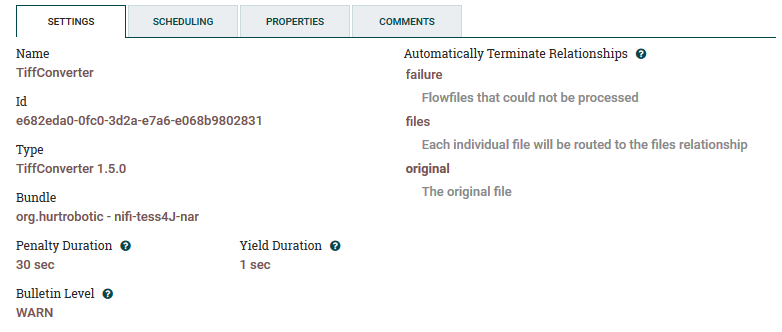 SETTINGS
SCHEDULING
PROPERTIES
COMMENTS
Name
TiffConverter
Id
e682eda0-0fc0-3d2a-e7a6-e068b9802831
Type
TiffConverter 1.5.0
Bundle
org.hurtrobotic - nifi-tess4J-nar
Penalty Duration ?
30 sec
Yield Duration ?
1 sec
Bulletin Level ?
WARN
Automatically Terminate Relationships ?
failure
Flowfiles that could not be processed
files
Each individual file will be routed to the files relationship
original
The original file